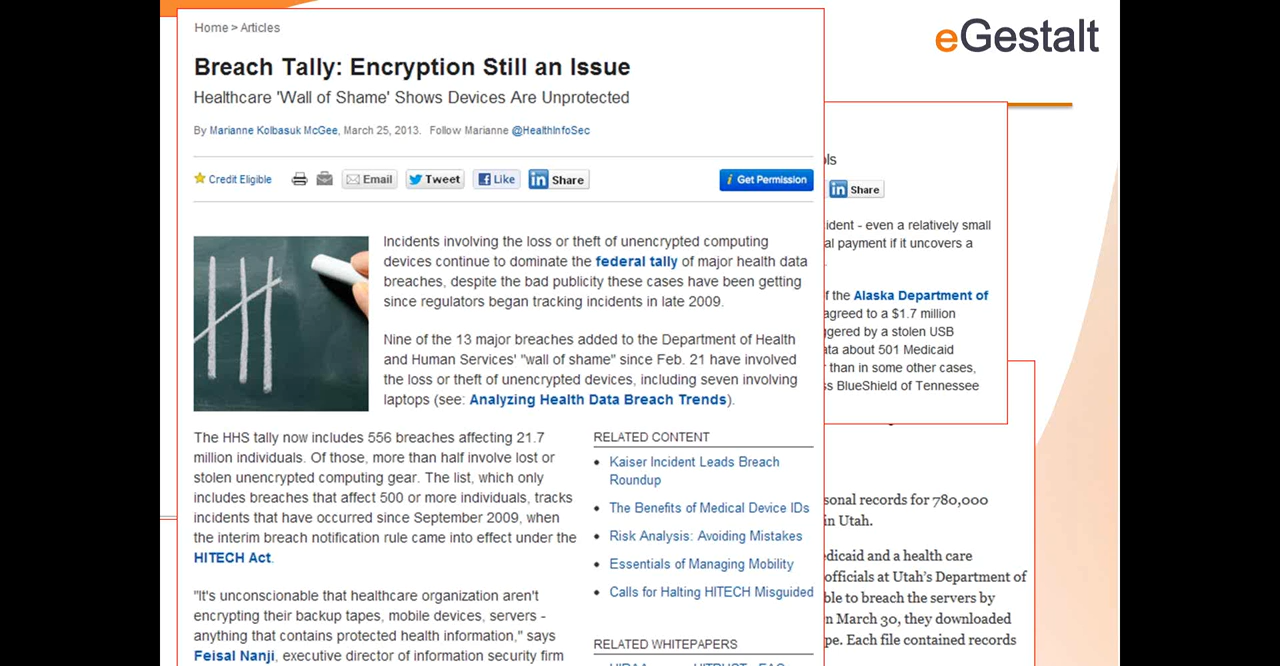 eGestalt
Home > Articles
Breach Tally: Encryption Still an Issue
Healthcare 'Wall of Shame' Shows Devices Are Unprotected
By Marianne Kolbasuk McGee, March 25, 2013. Follow Marianne @HealthInfoSec
Credit Eligible
Email
Tweet
Like
Share
Get Permission
Incidents involving the loss or theft of unencrypted computing
devices continue to dominate the federal tally of major health data
breaches, despite the bad publicity these cases have been getting
since regulators began tracking incidents in late 2009.
Nine of the 13 major breaches added to the Department of Health
and Human Services' "wall of shame" since Feb. 21 have involved
the loss or theft of unencrypted devices, including seven involving
laptops (see: Analyzing Health Data Breach Trends).
The HHS tally now includes 556 breaches affecting 21.7
million individuals. Of those, more than half involve lost or
stolen unencrypted computing gear. The list, which only
includes breaches that affect 500 or more individuals, tracks
incidents that have occurred since September 2009, when
the interim breach notification rule came into effect under the
HITECH Act.
"It's unconscionable that healthcare organization aren't
encrypting their backup tapes, mobile devices, servers -
anything that contains protected health information," says
Feisal Nanji, executive director of information security firm
RELATED CONTENT
Kaiser Incident Leads Breach
Roundup
The Benefits of Medical Device IDs
Risk Analysis: Avoiding Mistakes
Essentials of Managing Mobility
Calls for Halting HITECH Misguided
RELATED WHITEPAPERS
Share
- even a relatively small
payment if it uncovers a
the Alaska Department of
agreed to a $1.7 million
by a stolen USB
about 501 Medicaid
than in some other cases,
BlueShield of Tennessee
records for 780,000
in Utah.
and a health care
officials at Utah's Department of
to breach the servers by
March 30, they downloaded
Each file contained records